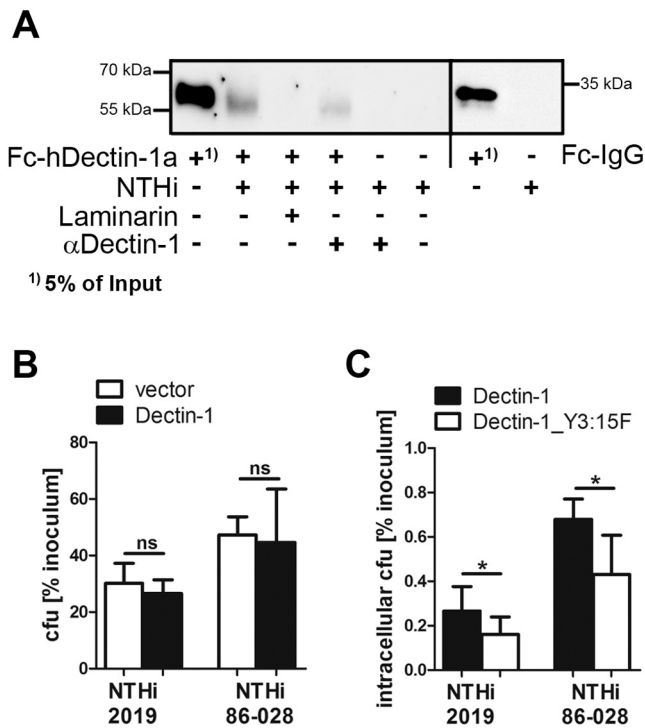 A
70 kDa
55 kDa
35 kDa
Fc-hDectin-1a +1) + + + - - +1) - Fc-IgG
NTHi - + + + + + - +
Laminarin - - + - - -
αDectin-1 - - - + + -
1) 5% of Input
B
vector
Dectin-1
cfu [% inoculum]
80
60
40
20
0
ns
ns
NTHi 2019
NTHi 86-028
C
Dectin-1
Dectin-1_Y3:15F
intracellular cfu [% inoculum]
1.0
0.8
0.6
0.4
0.2
0.0
*
*
NTHi 2019
NTHi 86-028